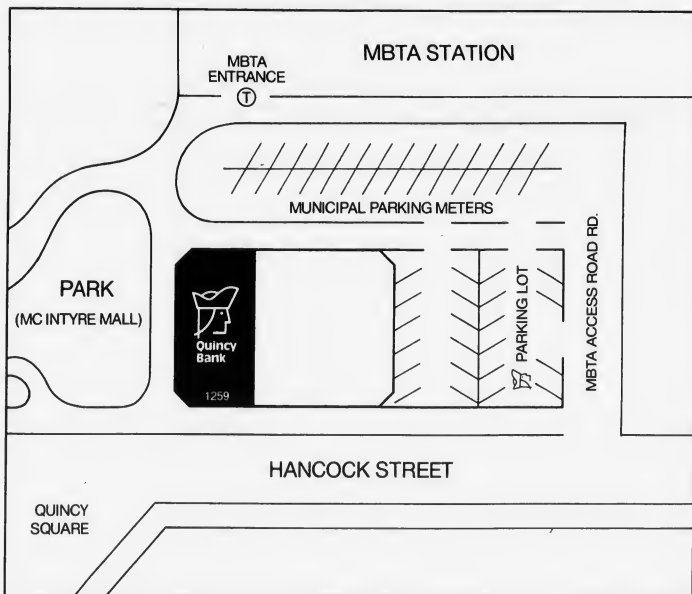 MBTA STATION
MBTA
ENTRANCE
T
MUNICIPAL PARKING METERS
PARK
(MC INTYRE MALL)
Quincy
Bank
1259
PARKING LOT
MBTA ACCESS ROAD RD.
HANCOCK STREET
QUINCY
SQUARE